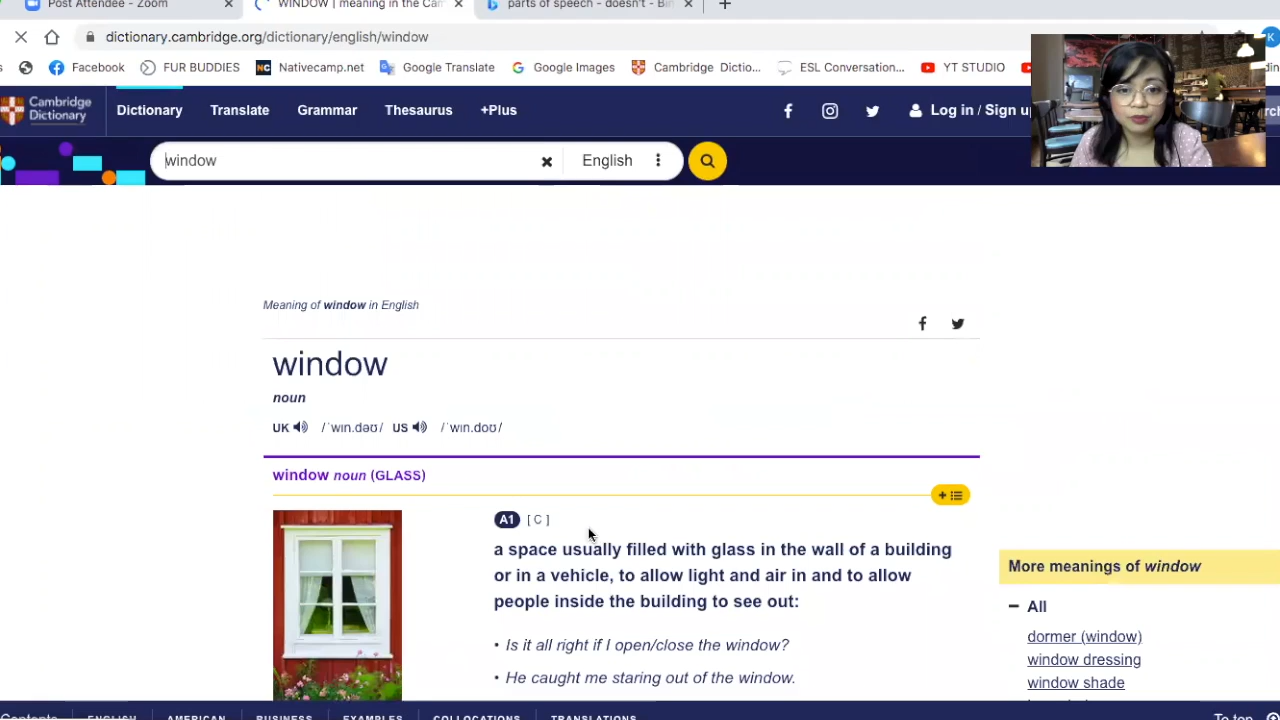 Post Attendee - Zoom
WINDOW | meaning in the Cam
parts of speech - doesn't - Bi
dictionary.cambridge.org/dictionary/english/window
Facebook
FUR BUDDIES
Nativecamp.net
Google Translate
Google Images
Cambridge Dictio...
ESL Conversation...
YT STUDIO
Cambridge
Dictionary
Dictionary
Translate
Grammar
Thesaurus
+Plus
Log in / Sign u
window
English
Meaning of window in English
window
noun
UK /ˈwɪn.dəʊ/ US /ˈwɪn.doʊ/
window noun (GLASS)
A1 [ C ]
a space usually filled with glass in the wall of a building
or in a vehicle, to allow light and air in and to allow
people inside the building to see out:
• Is it all right if I open/close the window?
• He caught me staring out of the window.
More meanings of window
All
dormer (window)
window dressing
window shade
Contents
ENGLISH
AMERICAN
BUSINESS
EXAMPLES
COLLOCATIONS
TRANSLATIONS
To top